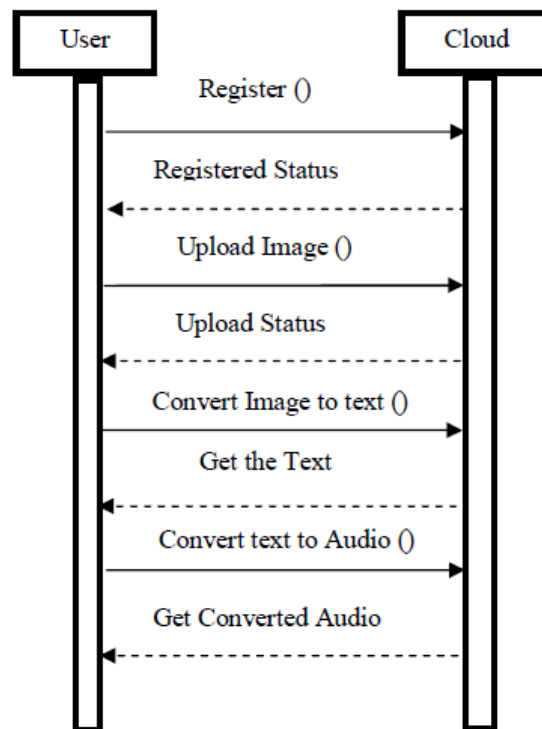 User
Cloud
Register ()
Registered Status
Upload Image ()
Upload Status
Convert Image to text ()
Get the Text
Convert text to Audio ()
Get Converted Audio